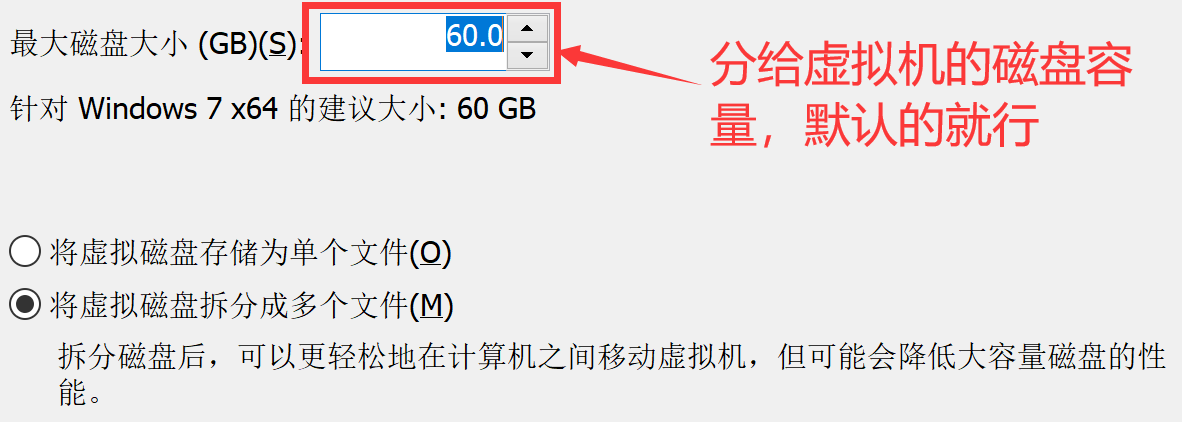 最大磁盘大小 (GB)(S): 60.0
分给虚拟机的磁盘容
量，默认的就行
针对 Windows 7 x64 的建议大小: 60 GB
将虚拟磁盘存储为单个文件(O)
将虚拟磁盘拆分成多个文件(M)
拆分磁盘后，可以更轻松地在计算机之间移动虚拟机，但可能会降低大容量磁盘的性
能。